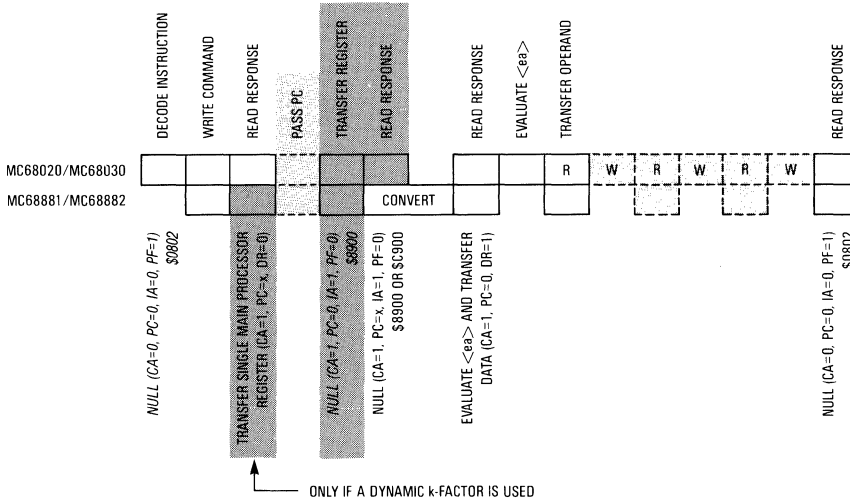 DECODE INSTRUCTION
WRITE COMMAND
READ RESPONSE
PASS PC
TRANSFER REGISTER
READ RESPONSE
READ RESPONSE
EVALUATE <ea>
TRANSFER OPERAND
READ RESPONSE
MC68020/MC68030
R
W
R
W
R
W
MC68881/MC68882
CONVERT
NULL (CA=0, PC=0, IA=0, PF=1)
$0802
TRANSFER SINGLE MAIN PROCESSOR
REGISTER (CA=1, PC=x, DR=0)
NULL (CA=1, PC=0, IA=1, PF=0)
$8900
NULL (CA=1, PC=x, IA=1, PF=0)
$8900 OR $C900
EVALUATE <ea> AND TRANSFER
DATA (CA=1, PC=0, DR=1)
NULL (CA=0, PC=0, IA=0, PF=1)
$0802
ONLY IF A DYNAMIC k-FACTOR IS USED